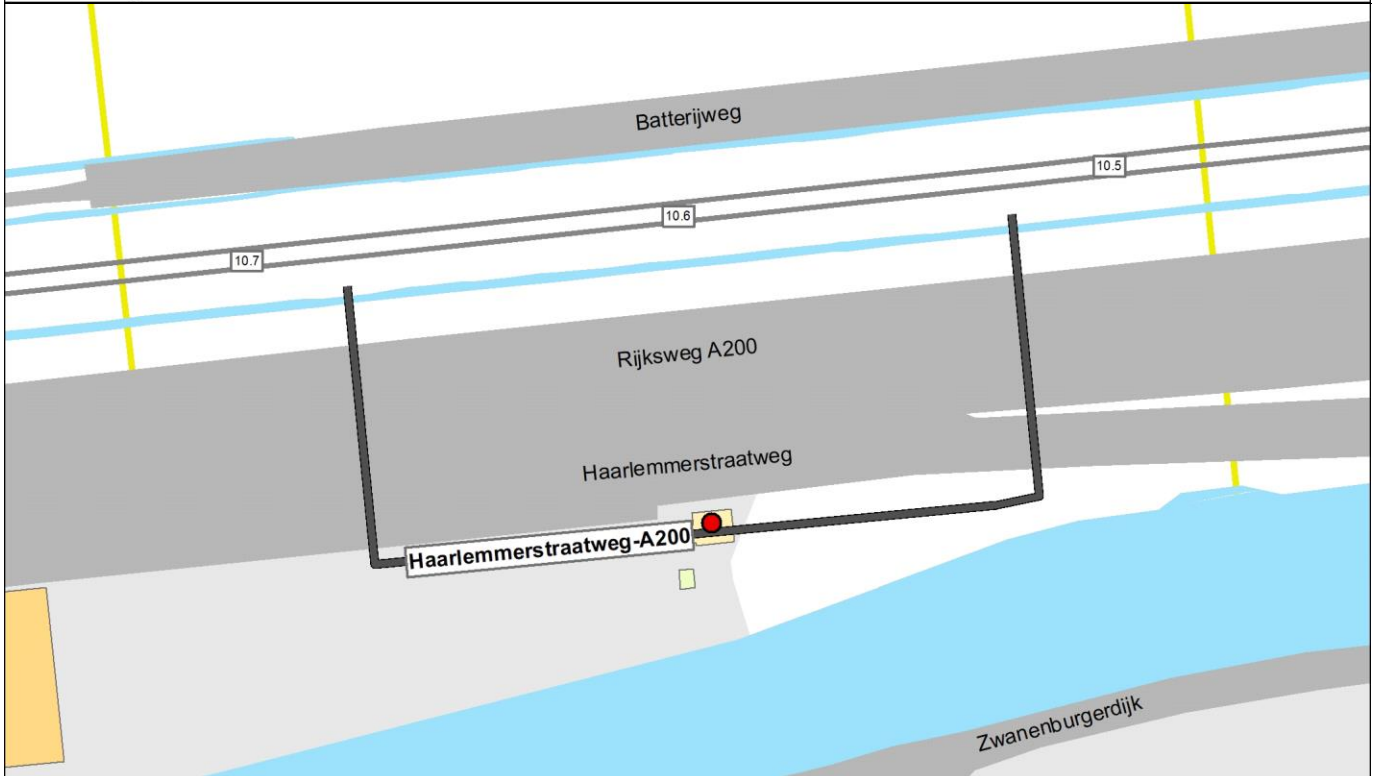 Batterijweg
10.5
10.6
10.7
Rijksweg A200
Haarlemmerstraatweg
Haarlemmerstraatweg-A200
Zwanenburgerdijk